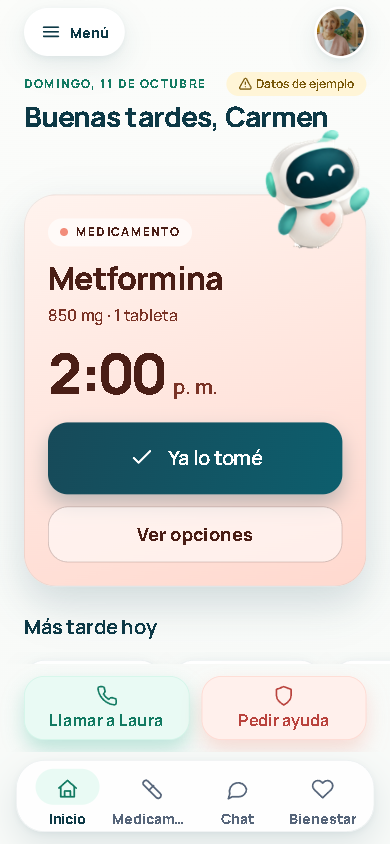 Menú
DOMINGO, 11 DE OCTUBRE
Datos de ejemplo
Buenas tardes, Carmen
MEDICAMENTO
Metformina
850 mg · 1 tableta
2:00 p. m.
Ya lo tomé
Ver opciones
Más tarde hoy
Llamar a Laura
Pedir ayuda
Inicio
Medicam...
Chat
Bienestar